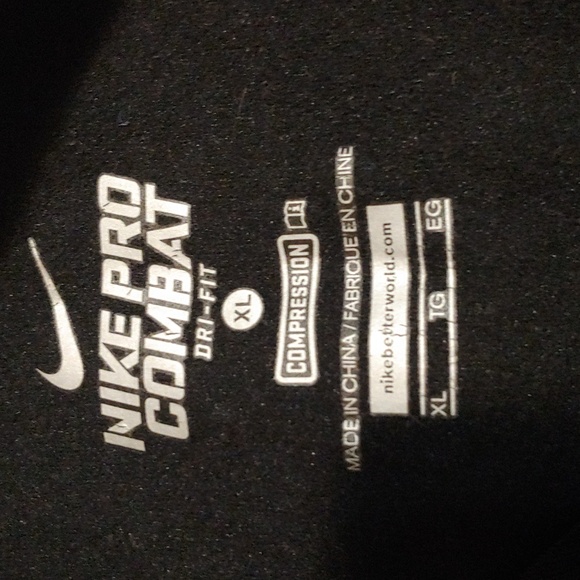 NIKE PRO
COMBAT
DRI-FIT
XL
COMPRESSION
MADE IN CHINA / FABRIQUE EN CHINE
nikebetterworld.com
XL TG EG